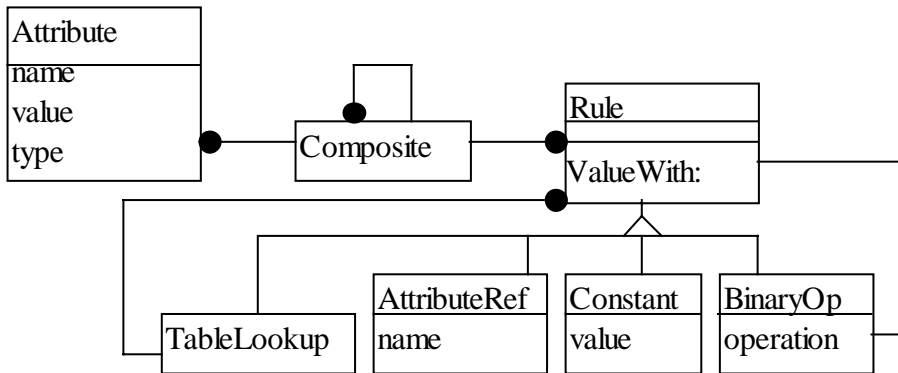 Attribute
name
value
type
Composite
Rule
ValueWith:
TableLookup
AttributeRef
name
Constant
value
BinaryOp
operation